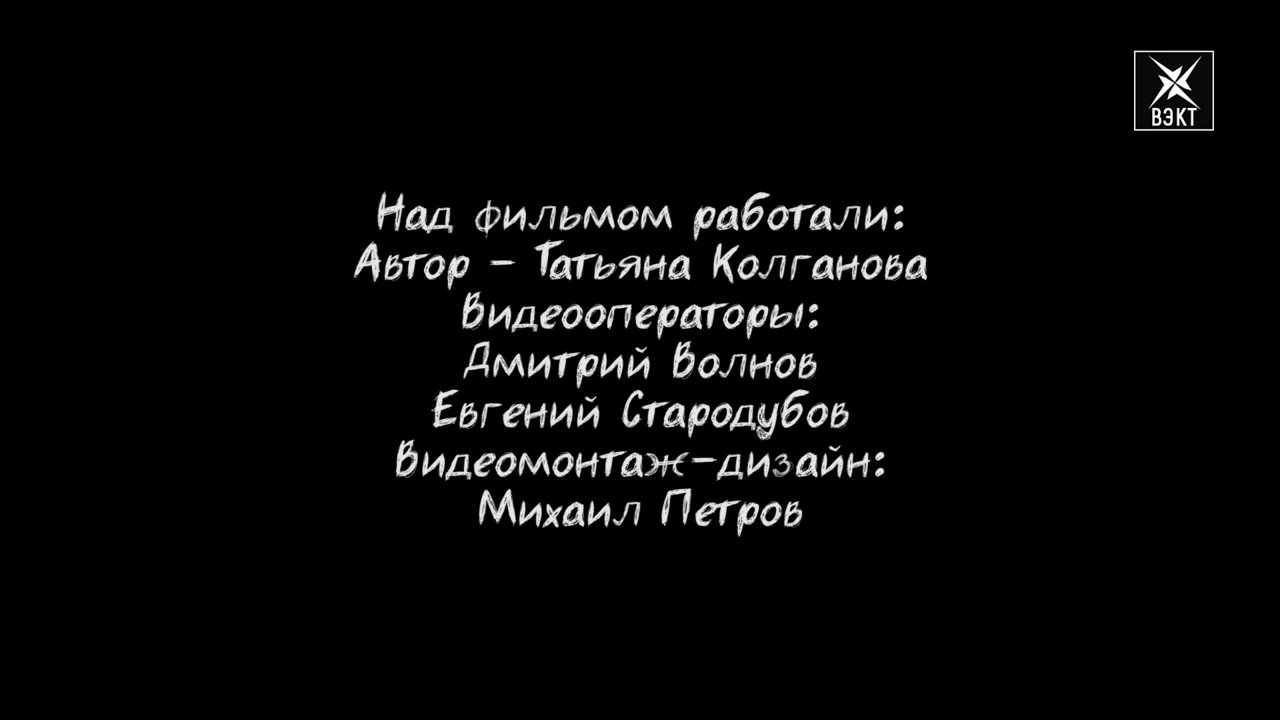 ВЭКТ
Над фильмом работали:
Автор - Татьяна Колганова
Видеооператоры:
Дмитрий Волнов
Евгений Стародубов
Видеомонтаж-дизайн:
Михаил Петров